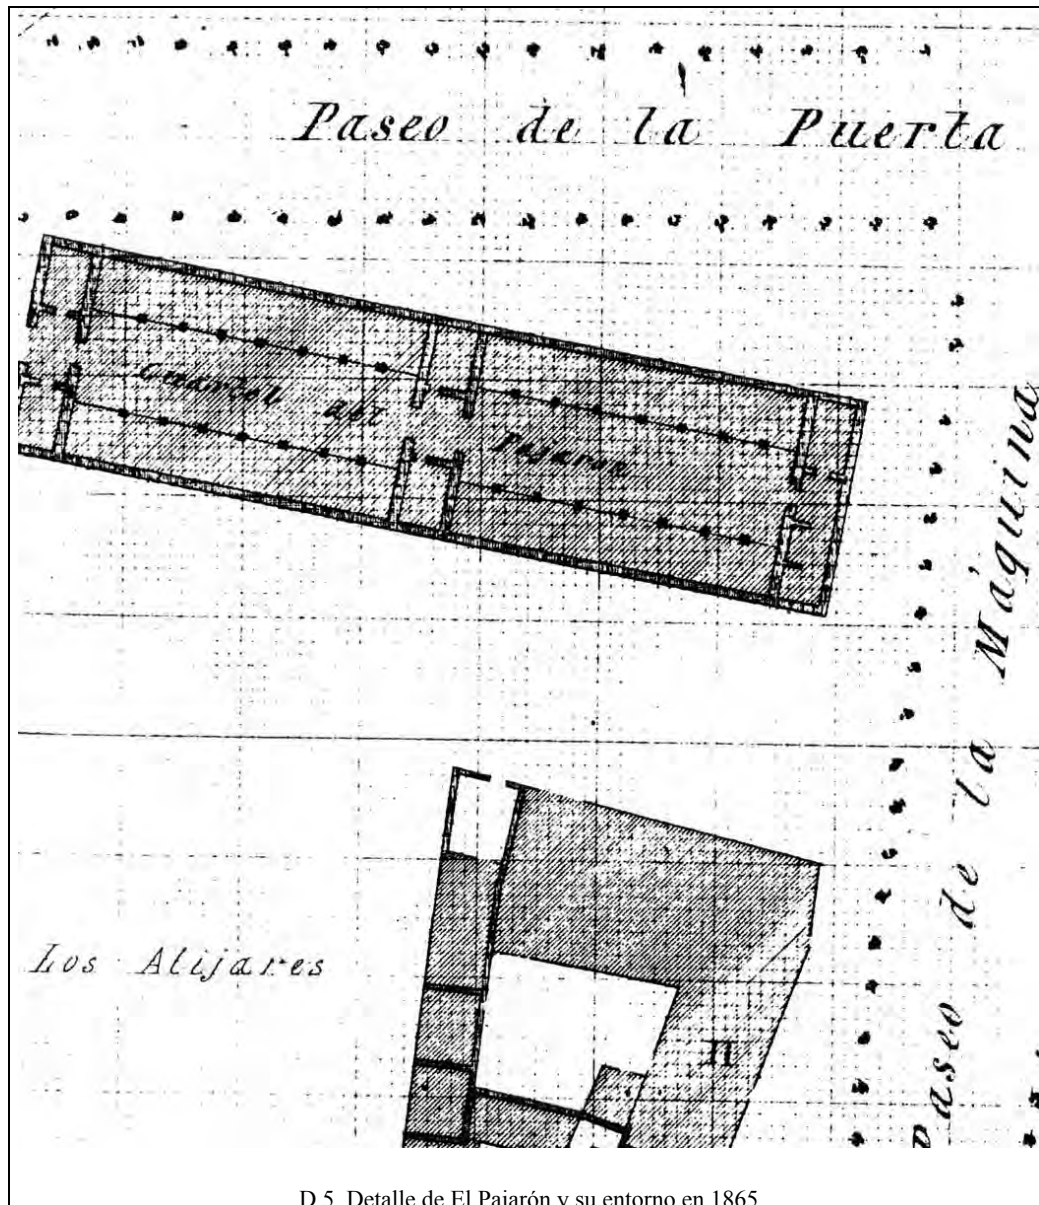 Paseo de la Puerta
Cuartel del Pajaron
Paseo de la Máquina
Los Alijares
n
D 5. Detalle de El Pajarón y su entorno en 1865